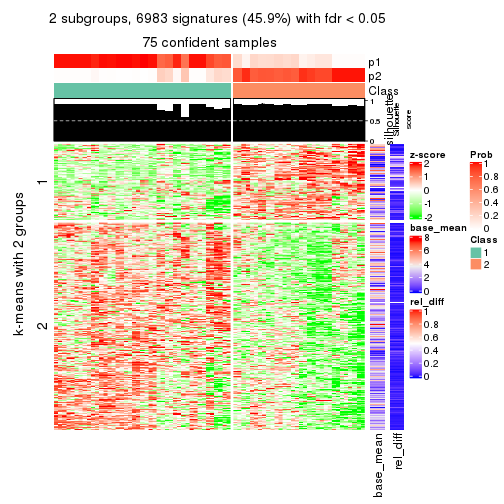 2 subgroups, 6983 signatures (45.9%) with fdr < 0.05
75 confident samples
p1
p2
Class
silhouette
Silhouette
score
1
0.5
0
k-means with 2 groups
1
2
base_mean
rel_diff
z-score
2
1
0
-1
-2
base_mean
8
6
4
2
0
rel_diff
1
0.8
0.6
0.4
0.2
0
Prob
1
0.8
0.6
0.4
0.2
0
Class
1
2